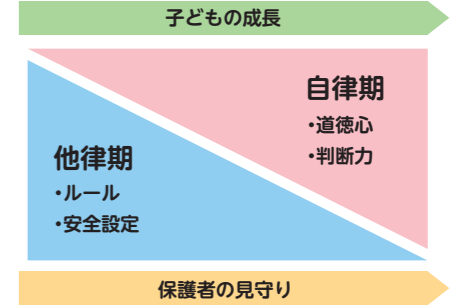 子どもの成長
自律期
・道徳心
・判断力
他律期
・ルール
・安全設定
保護者の見守り